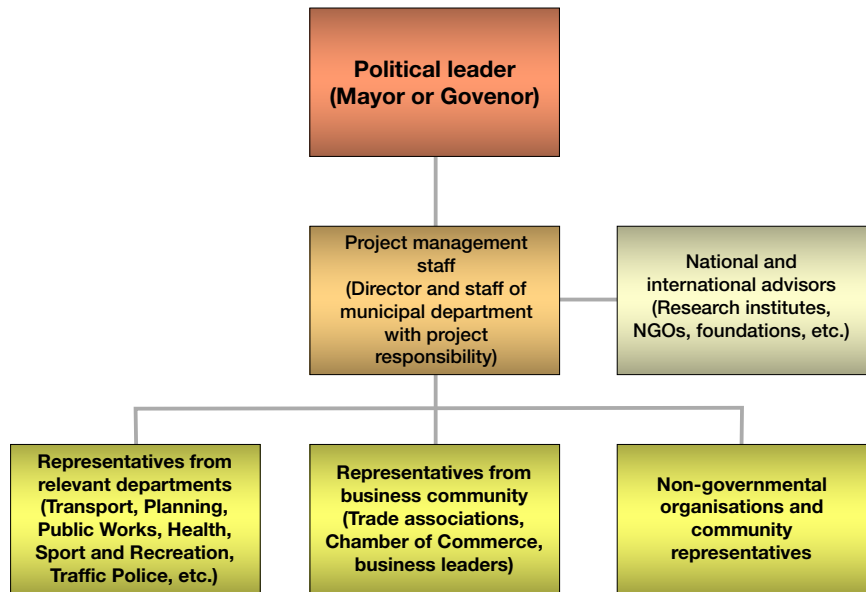 Political leader
(Mayor or Govenor)
Project management
staff
(Director and staff of
municipal department
with project
responsibility)
National and
international advisors
(Research institutes,
NGOs, foundations, etc.)
Representatives from
relevant departments
(Transport, Planning,
Public Works, Health,
Sport and Recreation,
Traffic Police, etc.)
Representatives from
business community
(Trade associations,
Chamber of Commerce,
business leaders)
Non-governmental
organisations and
community
representatives